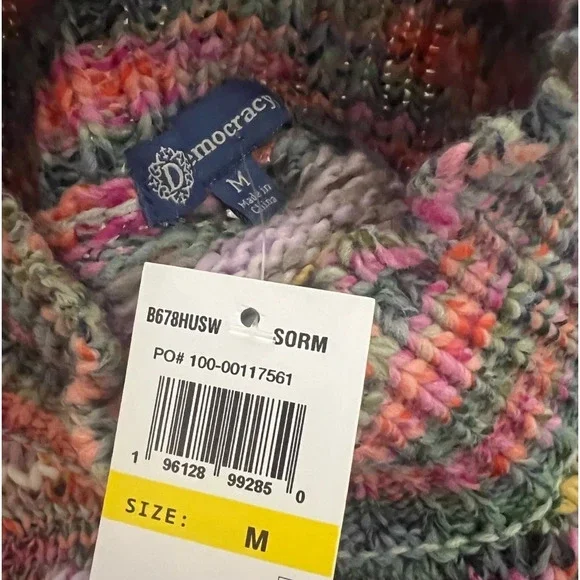 Democracy
M
Made in
China
B678HUSW SORM
PO# 100-00117561
1 96128 99285 0
SIZE: M